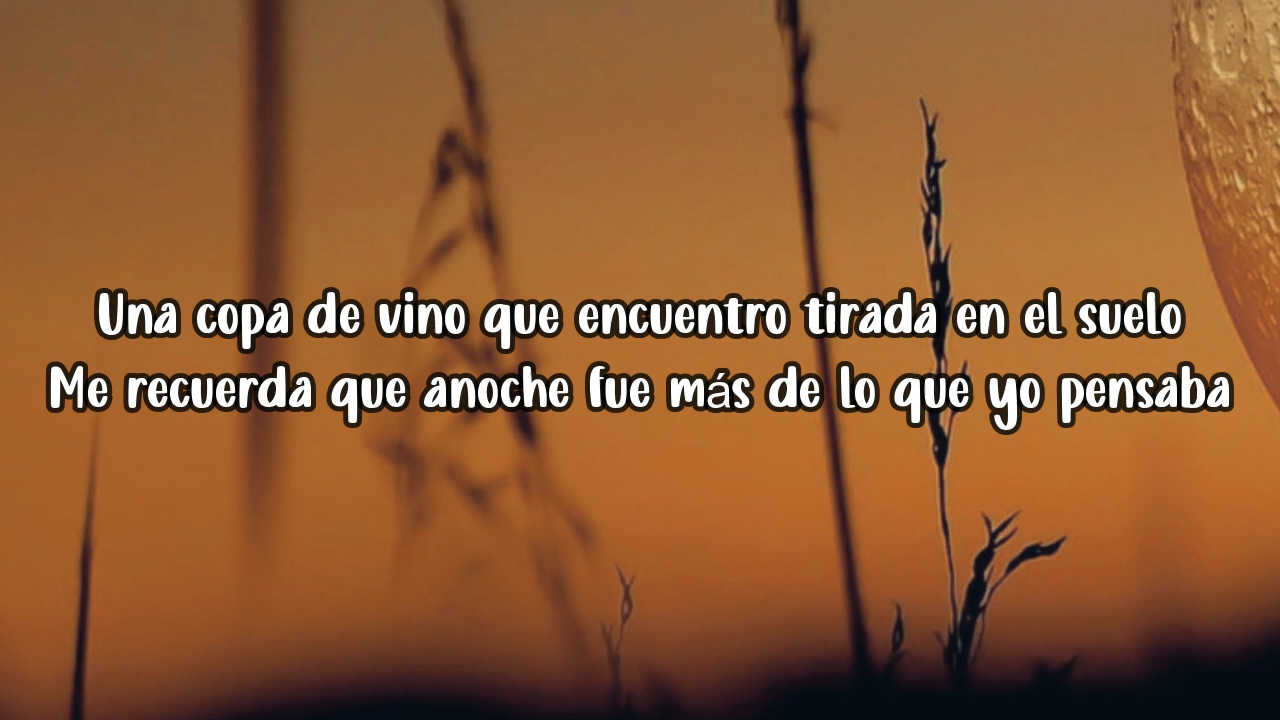 Una copa de vino que encuentro tirada en el suelo
Me recuerda que anoche fue más de lo que yo pensaba